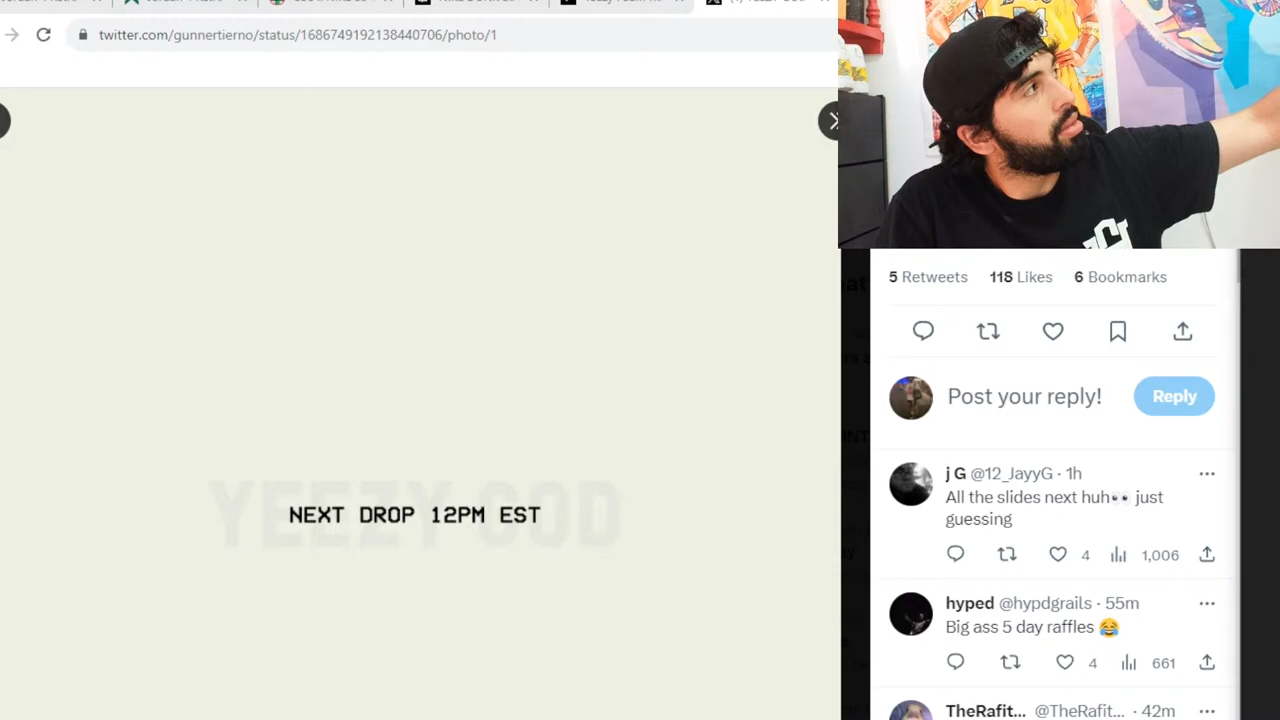 twitter.com/gunnertierno/status/1686749192138440706/photo/1
YEEZY GOD
NEXT DROP 12PM EST
5 Retweets 118 Likes 6 Bookmarks
Post your reply!
Reply
j G @12_JayyG · 1h
All the slides next huh👀 just
guessing
4 1,006
hyped @hypdgrails · 55m
Big ass 5 day raffles 😂
4 661
TheRafit... @TheRafit... · 42m